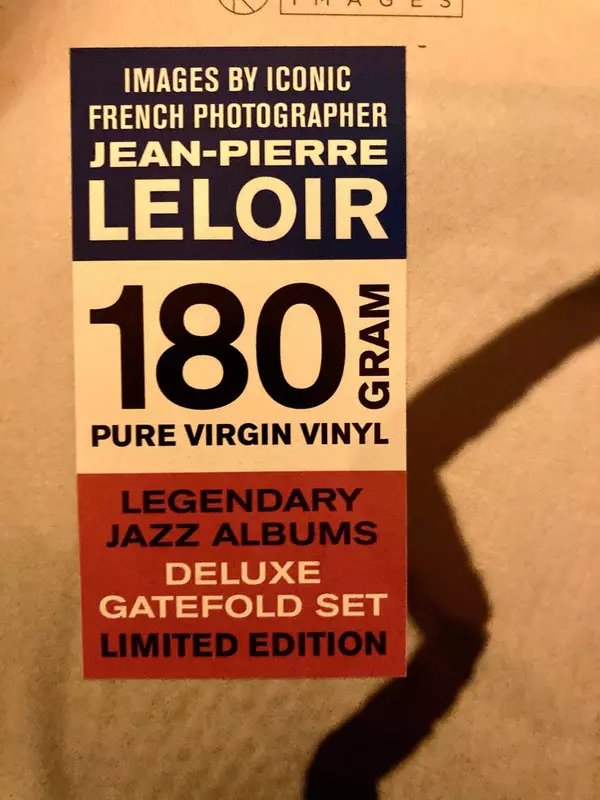 IMAGES
IMAGES BY ICONIC
FRENCH PHOTOGRAPHER
JEAN-PIERRE
LELOIR
180
GRAM
PURE VIRGIN VINYL
LEGENDARY
JAZZ ALBUMS
DELUXE
GATEFOLD SET
LIMITED EDITION